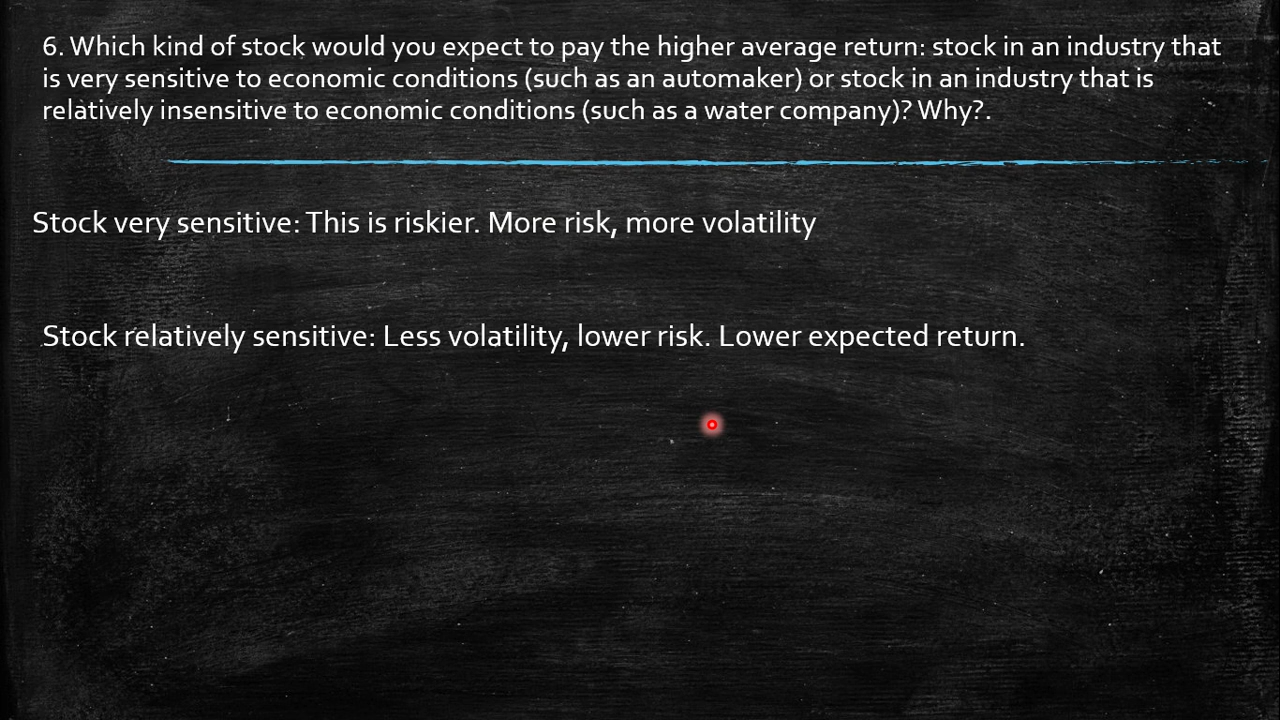 6. Which kind of stock would you expect to pay the higher average return: stock in an industry that
is very sensitive to economic conditions (such as an automaker) or stock in an industry that is
relatively insensitive to economic conditions (such as a water company)? Why?.
Stock very sensitive: This is riskier. More risk, more volatility
Stock relatively sensitive: Less volatility, lower risk. Lower expected return.